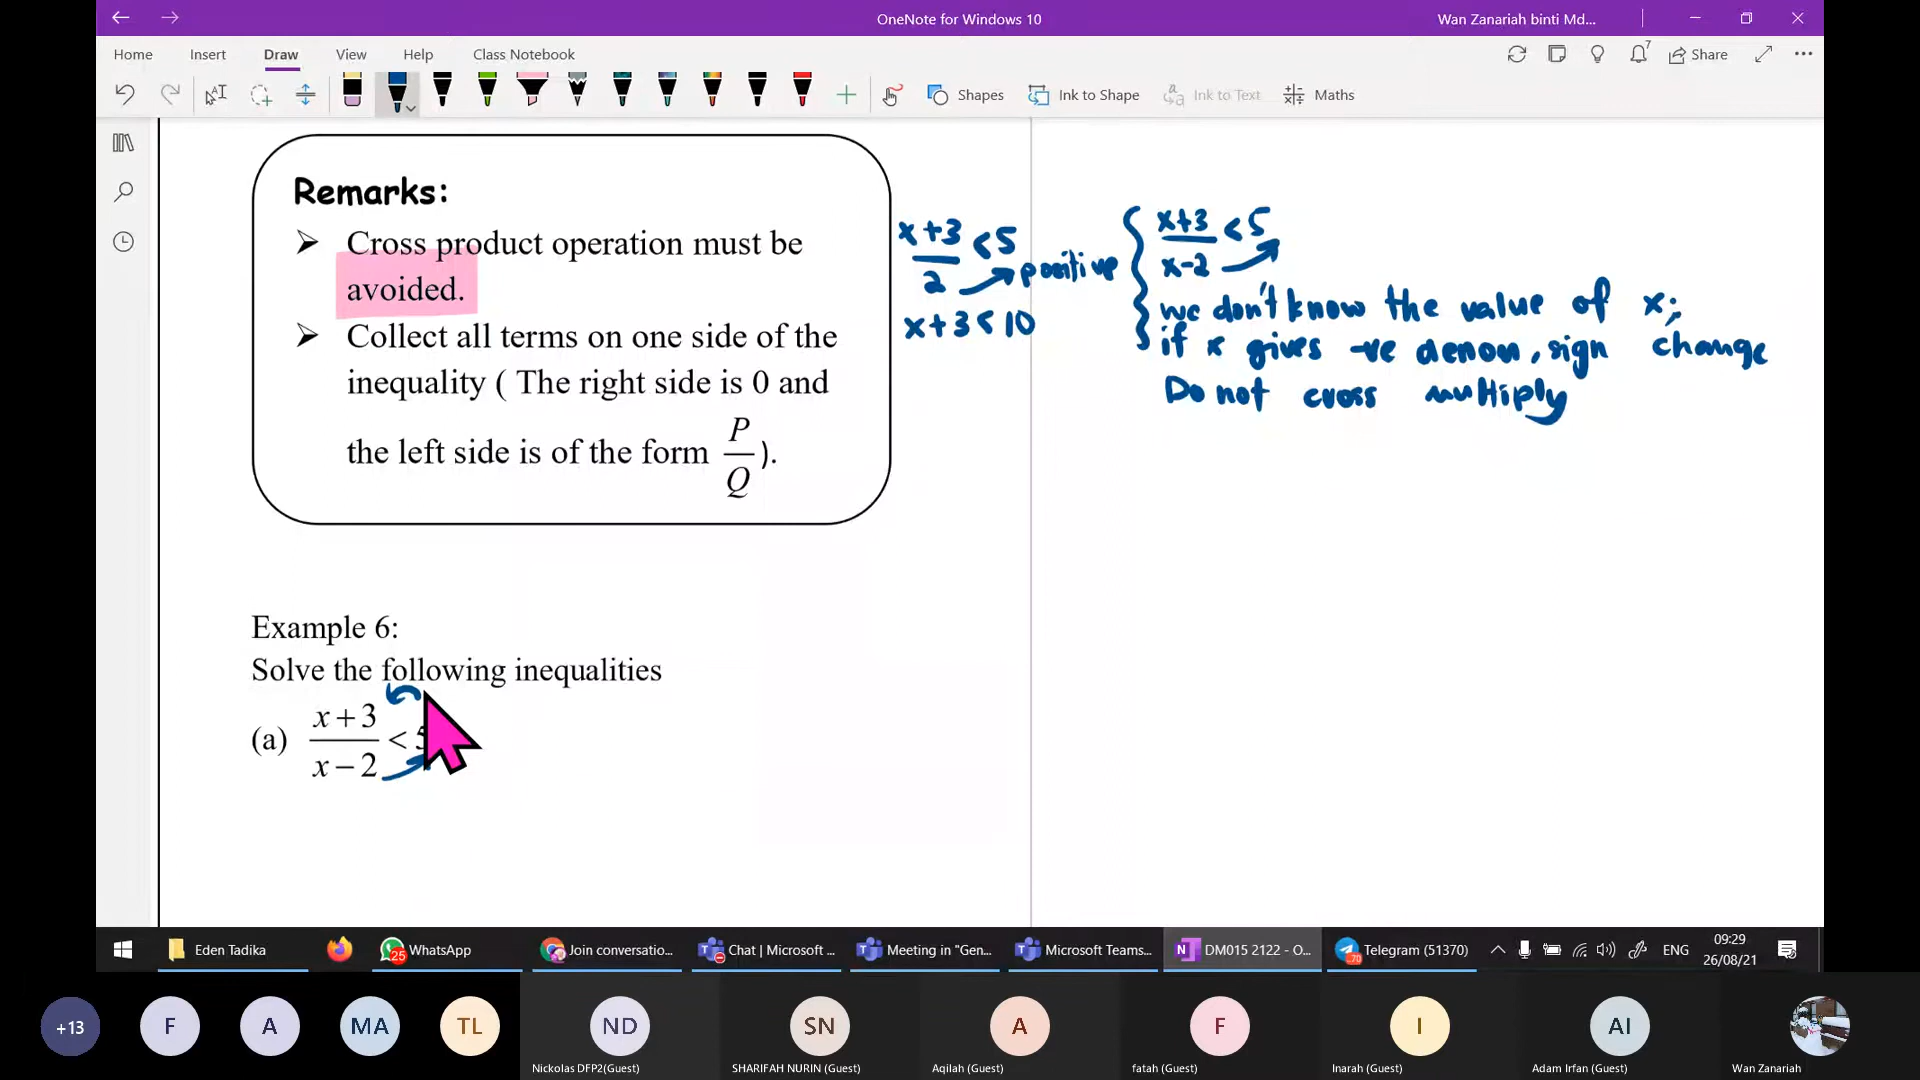 OneNote for Windows 10
Wan Zanariah binti Md...
Home Insert Draw View Help Class Notebook
7
Share
Shapes Ink to Shape Ink to Text Maths
Remarks:
Cross product operation must be
avoided.
Collect all terms on one side of the
inequality ( The right side is 0 and
the left side is of the form P/Q ).
x+3/2 <5
positive
x+3<10
x+3/x-2 <5
we don't know the value of x;
if x gives -ve denom, sign change
Do not cross multiply
Example 6:
Solve the following inequalities
(a) x+3/x−2 < 5
Eden Tadika
25
WhatsApp
Join conversatio...
Chat | Microsoft ...
Meeting in "Gen...
Microsoft Teams...
DM015 2122 - O...
70
Telegram (51370)
ENG
09:29
26/08/21
+13
F
A
MA
TL
ND
SN
A
F
I
AI
Nickolas DFP2(Guest)
SHARIFAH NURIN (Guest)
Aqilah (Guest)
fatah (Guest)
Inarah (Guest)
Adam Irfan (Guest)
Wan Zanariah